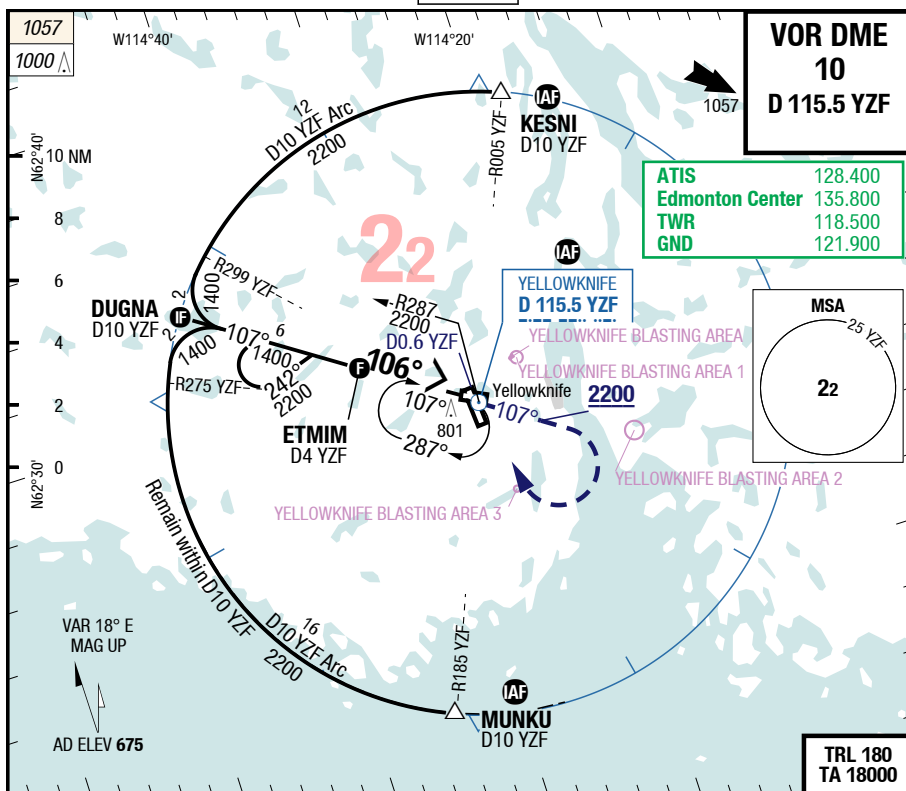 1057
1000
W114°40'
W114°20'
VOR DME
10
D 115.5 YZF
1057
12
D10 YZF Arc
2200
R005 YZF
IAF
KESNI
D10 YZF
N62°40'
10 NM
8
6
4
2
0
N62°30'
ATIS 128.400
Edmonton Center 135.800
TWR 118.500
GND 121.900
22
IAF
YELLOWKNIFE
D 115.5 YZF
R299 YZF
2
1400
DUGNA
D10 YZF
IF
R287
2200
D0.6 YZF
MSA
25 YZF
22
YELLOWKNIFE BLASTING AREA
YELLOWKNIFE BLASTING AREA 1
2
1400
107°
6
1400
242°
2200
R275 YZF
F
106°
107°
801
287°
Yellowknife
107°
2200
ETMIM
D4 YZF
YELLOWKNIFE BLASTING AREA 2
YELLOWKNIFE BLASTING AREA 3
Remain within D10 YZF
16
D10 YZF Arc
2200
R185 YZF
IAF
MUNKU
D10 YZF
VAR 18° E
MAG UP
AD ELEV 675
TRL 180
TA 18000